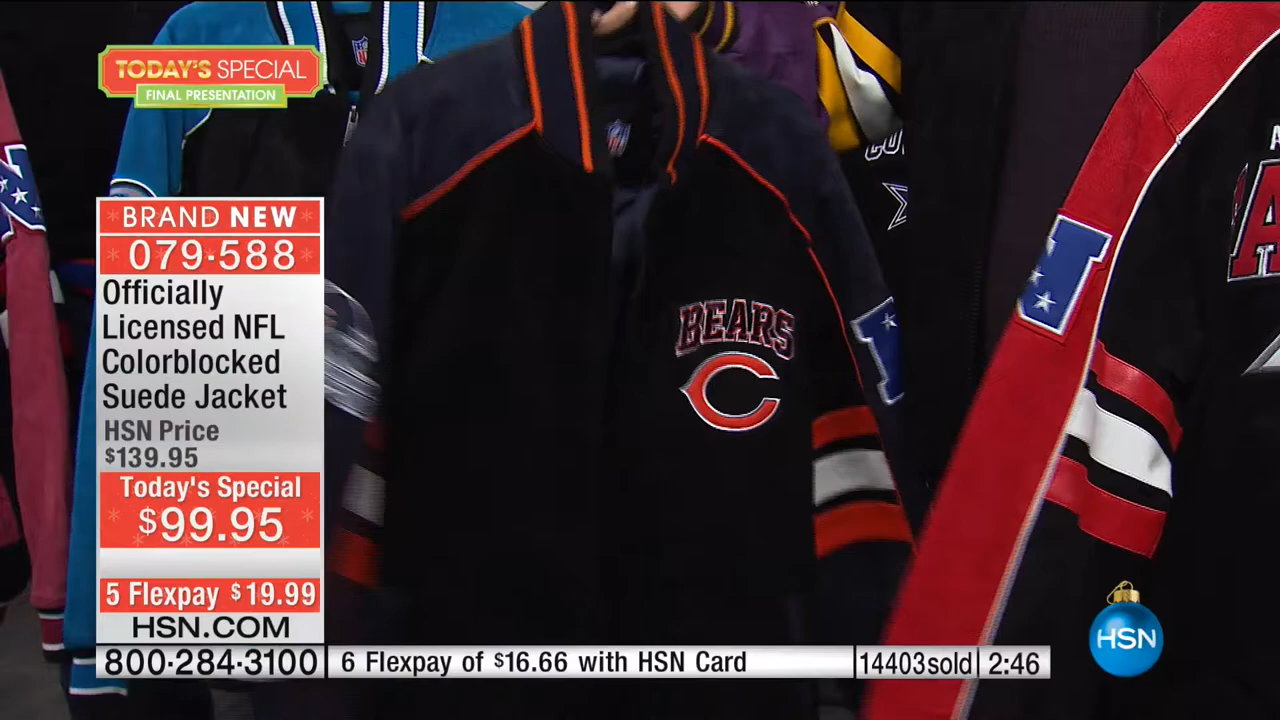 TODAY'S SPECIAL
FINAL PRESENTATION
BRAND NEW
079·588
Officially
Licensed NFL
Colorblocked
Suede Jacket
HSN Price
$139.95
Today's Special
$99.95
5 Flexpay $19.99
HSN.COM
800·284·3100
6 Flexpay of $16.66 with HSN Card
14403sold
2:46
BEARS
C
HSN